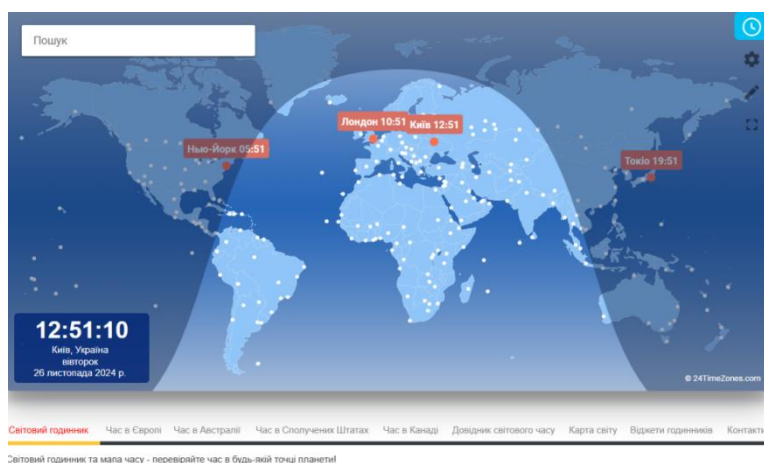 Пошук
Лондон 10:51
Київ 12:51
Нью-Йорк 05:51
Токіо 19:51
12:51:10
Київ, Україна
вівторок
26 листопада 2024 р.
© 24TimeZones.com
Світовий годинник Час в Європі Час в Австралії Час в Сполучених Штатах Час в Канаді Довідник світового часу Карта світу Віджети годинників Контакти
Світовий годинник та мапа часу - перевіряйте час в будь-якій точці планети!